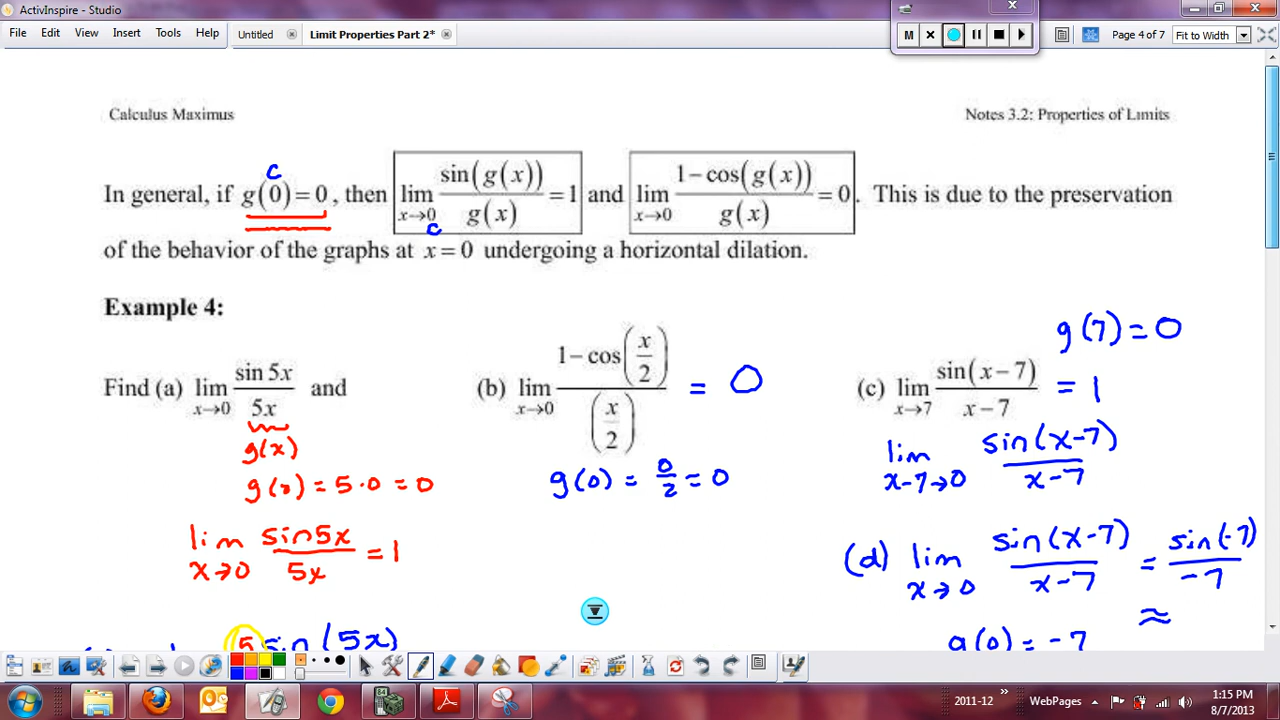 ActivInspire - Studio
File Edit View Insert Tools Help Untitled Limit Properties Part 2* M Page 4 of 7 Fit to Width
Calculus Maximus Notes 3.2: Properties of Limits
c
In general, if g(0)=0, then lim x→0 sin(g(x))/g(x) =1 and lim x→0 1-cos(g(x))/g(x) =0. This is due to the preservation
c
of the behavior of the graphs at x=0 undergoing a horizontal dilation.
Example 4:
g(7)=0
Find (a) lim x→0 sin 5x/5x and (b) lim x→0 1-cos(x/2)/(x/2) = 0 (c) lim x→7 sin(x-7)/x-7 = 1
g(x)
lim x-7→0 sin(x-7)/x-7
g(0) = 5·0 = 0 g(0) = 0/2 = 0
lim x→0 sin5x/5x = 1 (d) lim x→0 sin(x-7)/x-7 = sin(-7)/-7
≈
5 sin(5x) g(0) = -7
2011-12 » WebPages 1:15 PM
8/7/2013